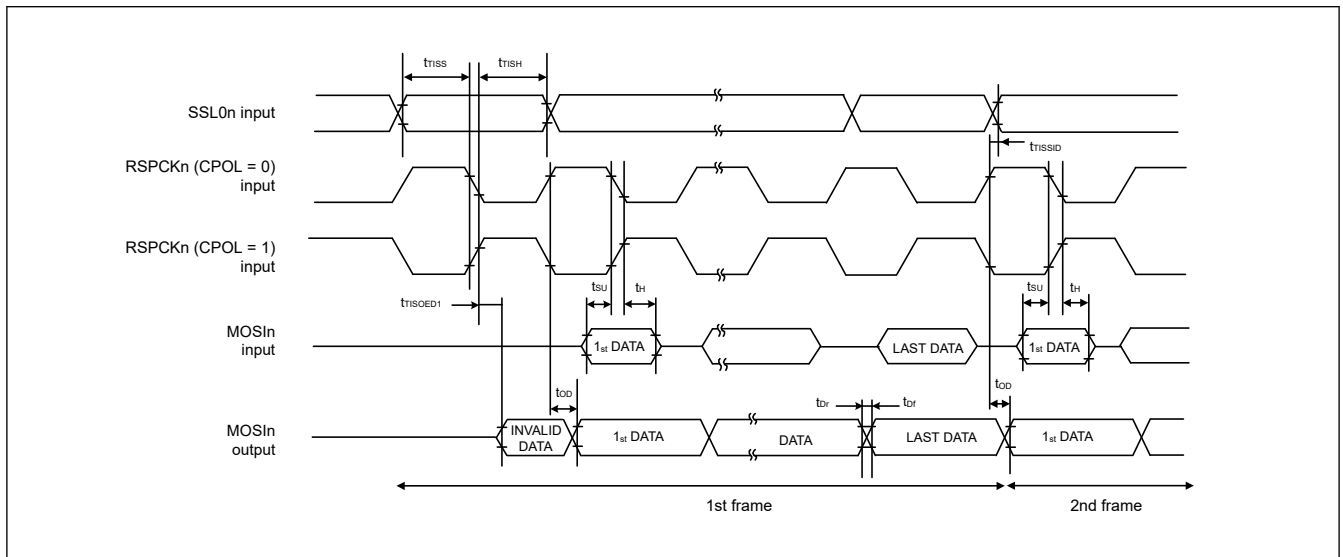 tTISS
tTISH
SSL0n input
tTISSID
RSPCKn (CPOL = 0)
input
RSPCKn (CPOL = 1)
input
tSU
tH
tSU
tH
tTISOED1
MOSIn
input
1st DATA
LAST DATA
1st DATA
tOD
tDr
tDf
tOD
MOSIn
output
INVALID
DATA
1st DATA
DATA
LAST DATA
1st DATA
1st frame
2nd frame